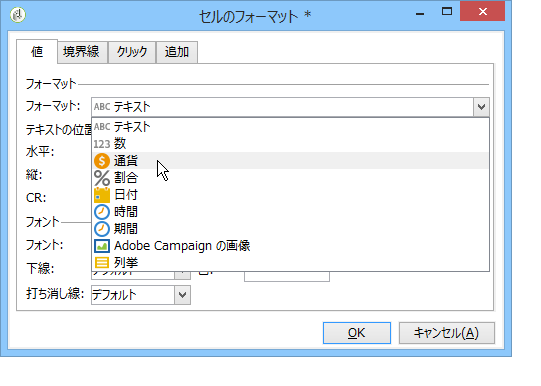 セルのフォーマット *
値 境界線 クリック 追加
フォーマット
フォーマット: ABC テキスト
テキストの位置
ABC テキスト
水平:
123 数
$ 通貨
縦:
割合
日付
CR:
時間
フォント
期間
フォント:
Adobe Campaign の画像
列挙
下線: デフォルト
打ち消し線: デフォルト
OK キャンセル(A)